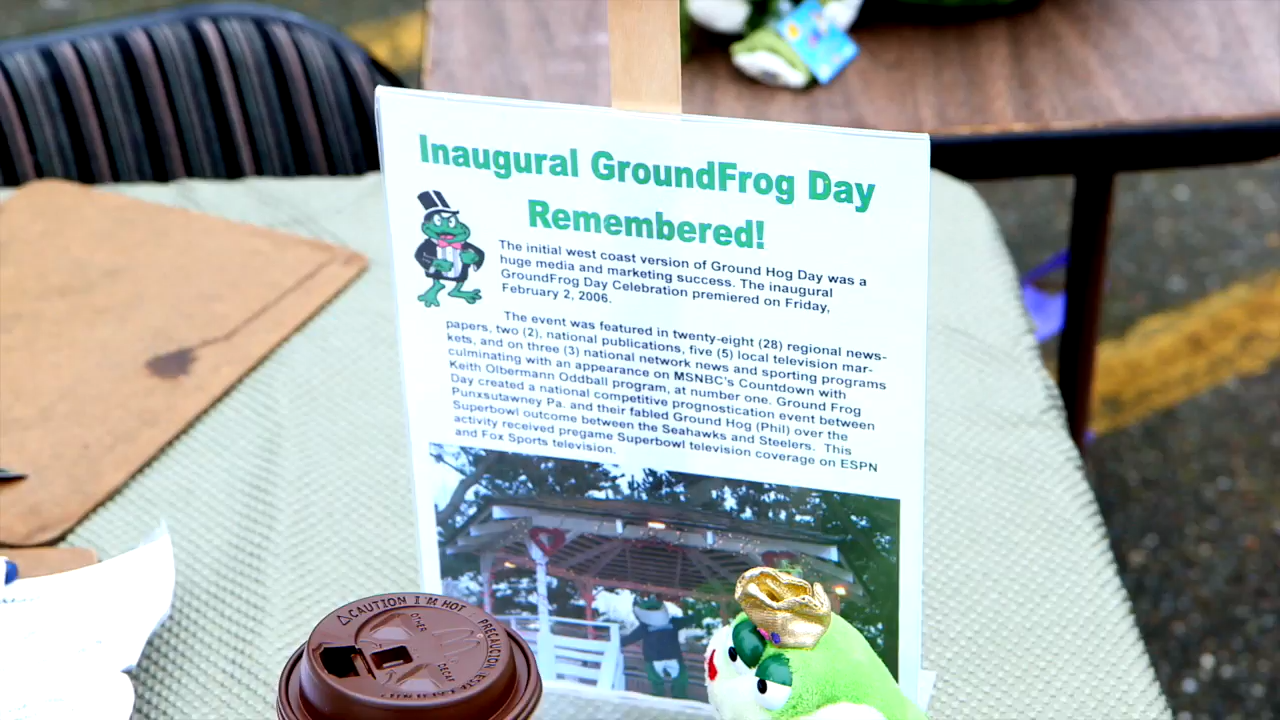 Inaugural GroundFrog Day
Remembered!
The initial west coast version of Ground Hog Day was a
huge media and marketing success. The inaugural
GroundFrog Day Celebration premiered on Friday,
February 2, 2006.
The event was featured in twenty-eight (28) regional news-
papers, two (2), national publications, five (5) local television mar-
kets, and on three (3) national network news and sporting programs
culminating with an appearance on MSNBC's Countdown with
Keith Olbermann Oddball program, at number one. Ground Frog
Day created a national competitive prognostication event between
Punxsutawney Pa. and their fabled Ground Hog (Phil) over the
Superbowl outcome between the Seahawks and Steelers. This
activity received pregame Superbowl television coverage on ESPN
and Fox Sports television.
CAUTION I'M HOT
OTHER
DECAF